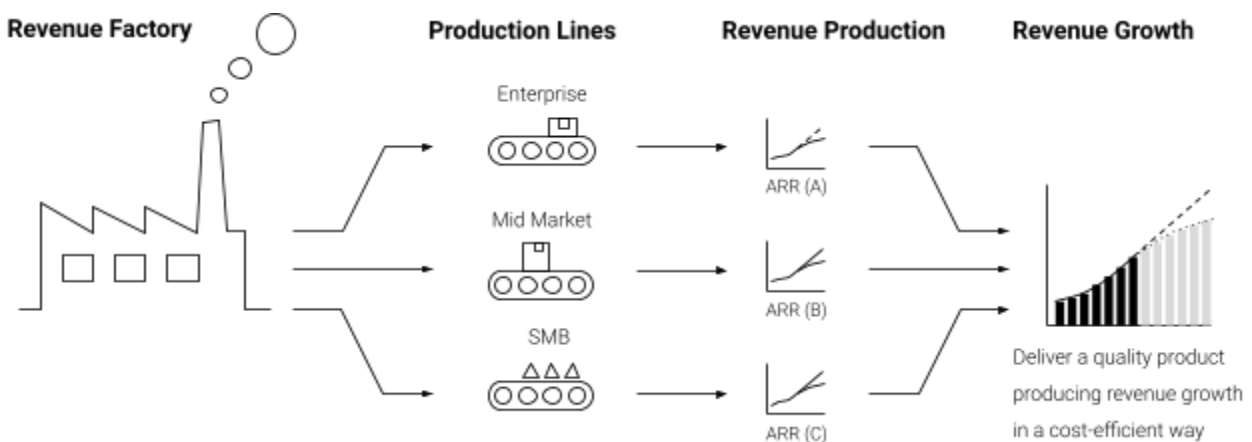 Revenue Factory
Production Lines
Revenue Production
Revenue Growth
Enterprise
ARR (A)
Mid Market
ARR (B)
SMB
ARR (C)
Deliver a quality product
producing revenue growth
in a cost-efficient way